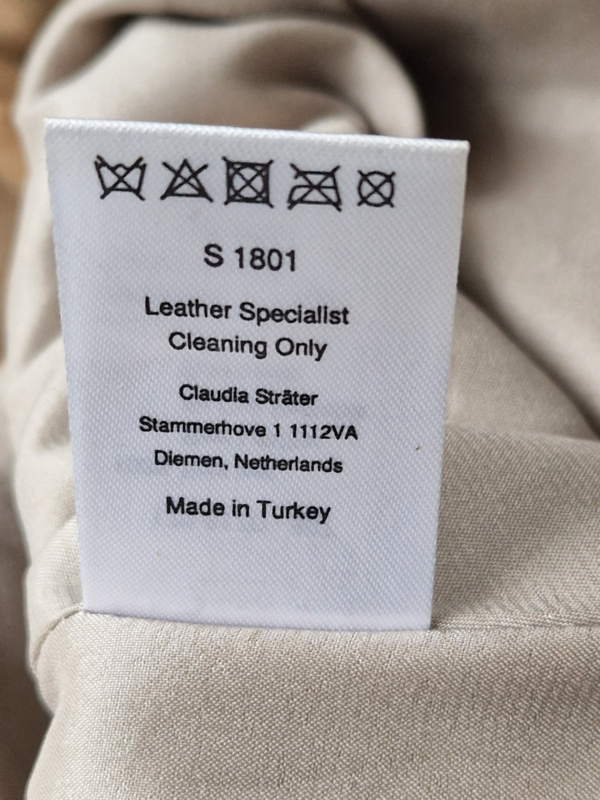 S 1801
Leather Specialist
Cleaning Only
Claudia Sträter
Stammerhove 1 1112VA
Diemen, Netherlands
Made in Turkey